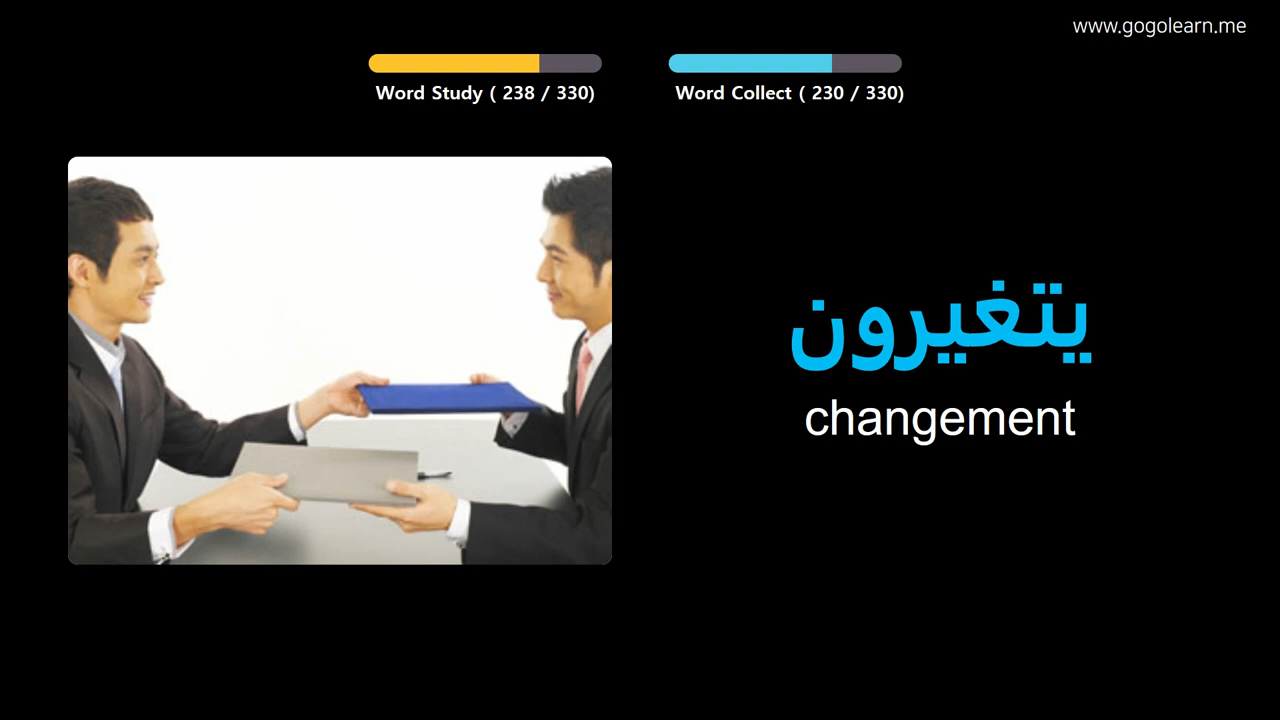 www.gogolearn.me
Word Study ( 238 / 330)
Word Collect ( 230 / 330)
يتغيرون
changement